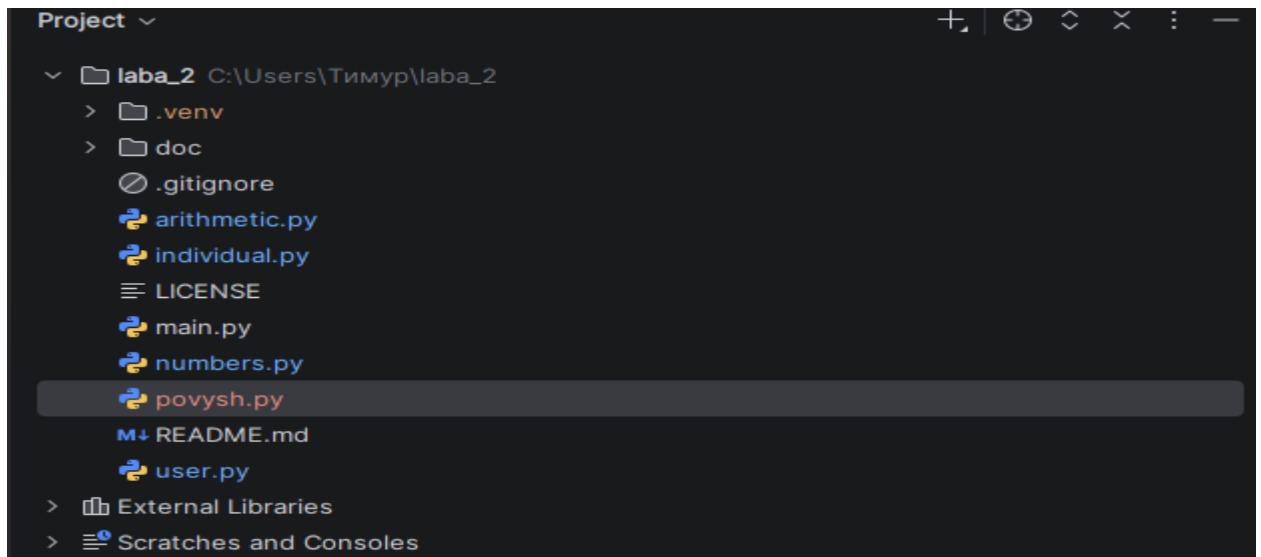 Project
laba_2 C:\Users\Тимур\laba_2
.venv
doc
.gitignore
arithmetic.py
individual.py
LICENSE
main.py
numbers.py
povysh.py
M↓ README.md
user.py
External Libraries
Scratches and Consoles